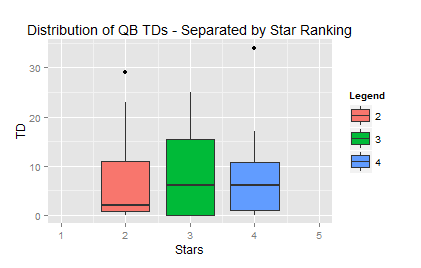 Distribution of QB TDs - Separated by Star Ranking
TD
30
20
10
0
1 2 3 4 5
Stars
Legend
2
3
4